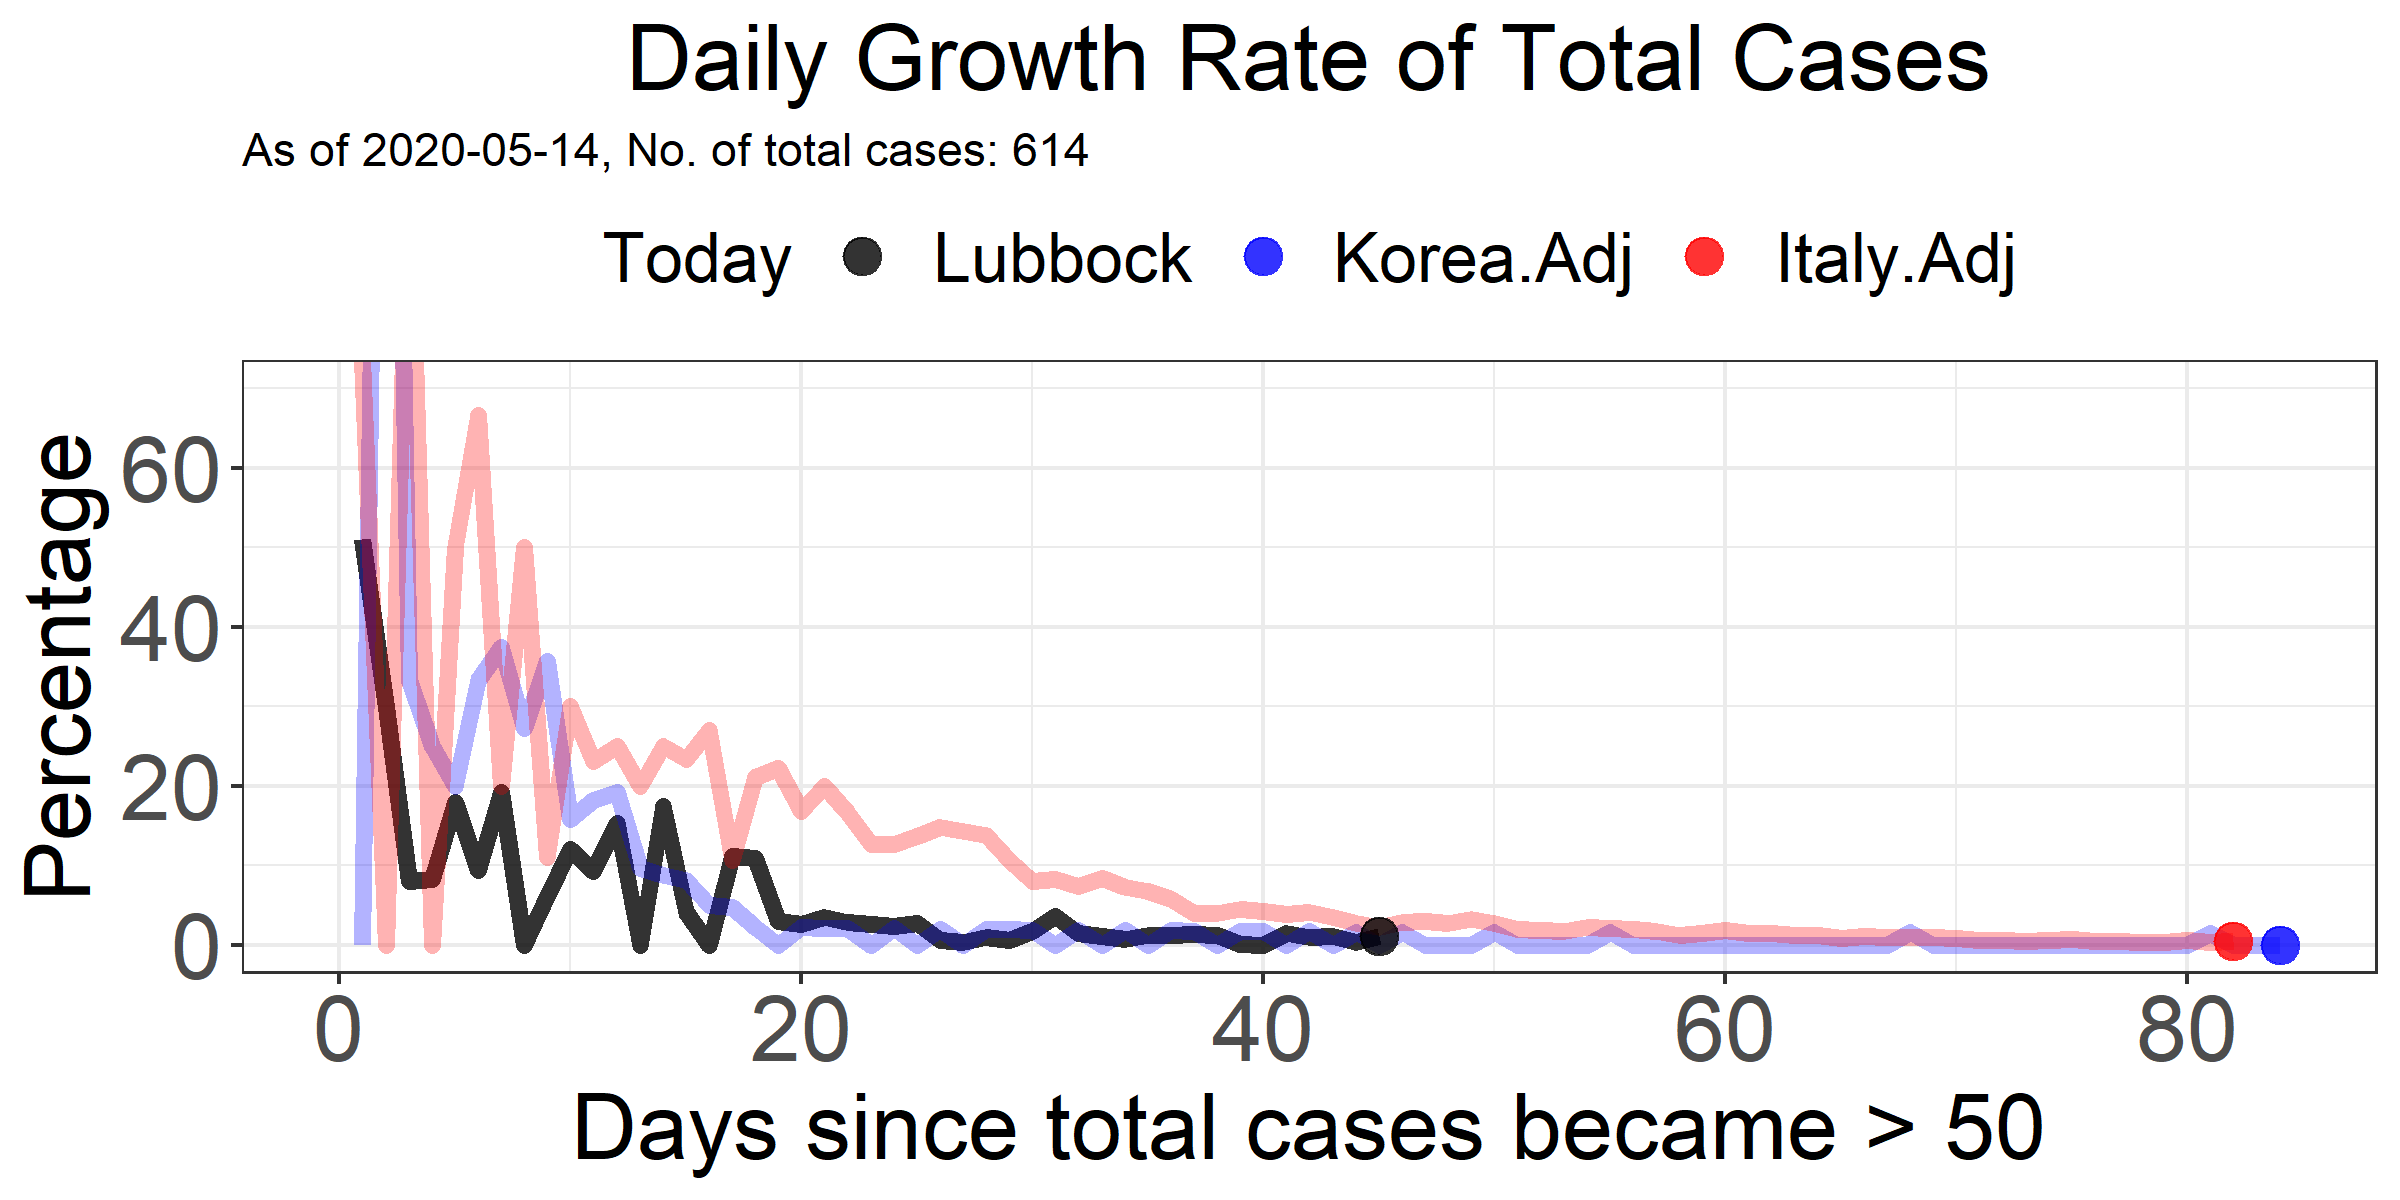 Daily Growth Rate of Total Cases
As of 2020-05-14, No. of total cases: 614
Today Lubbock Korea.Adj Italy.Adj
Percentage
60
40
20
0
0 20 40 60 80
Days since total cases became > 50